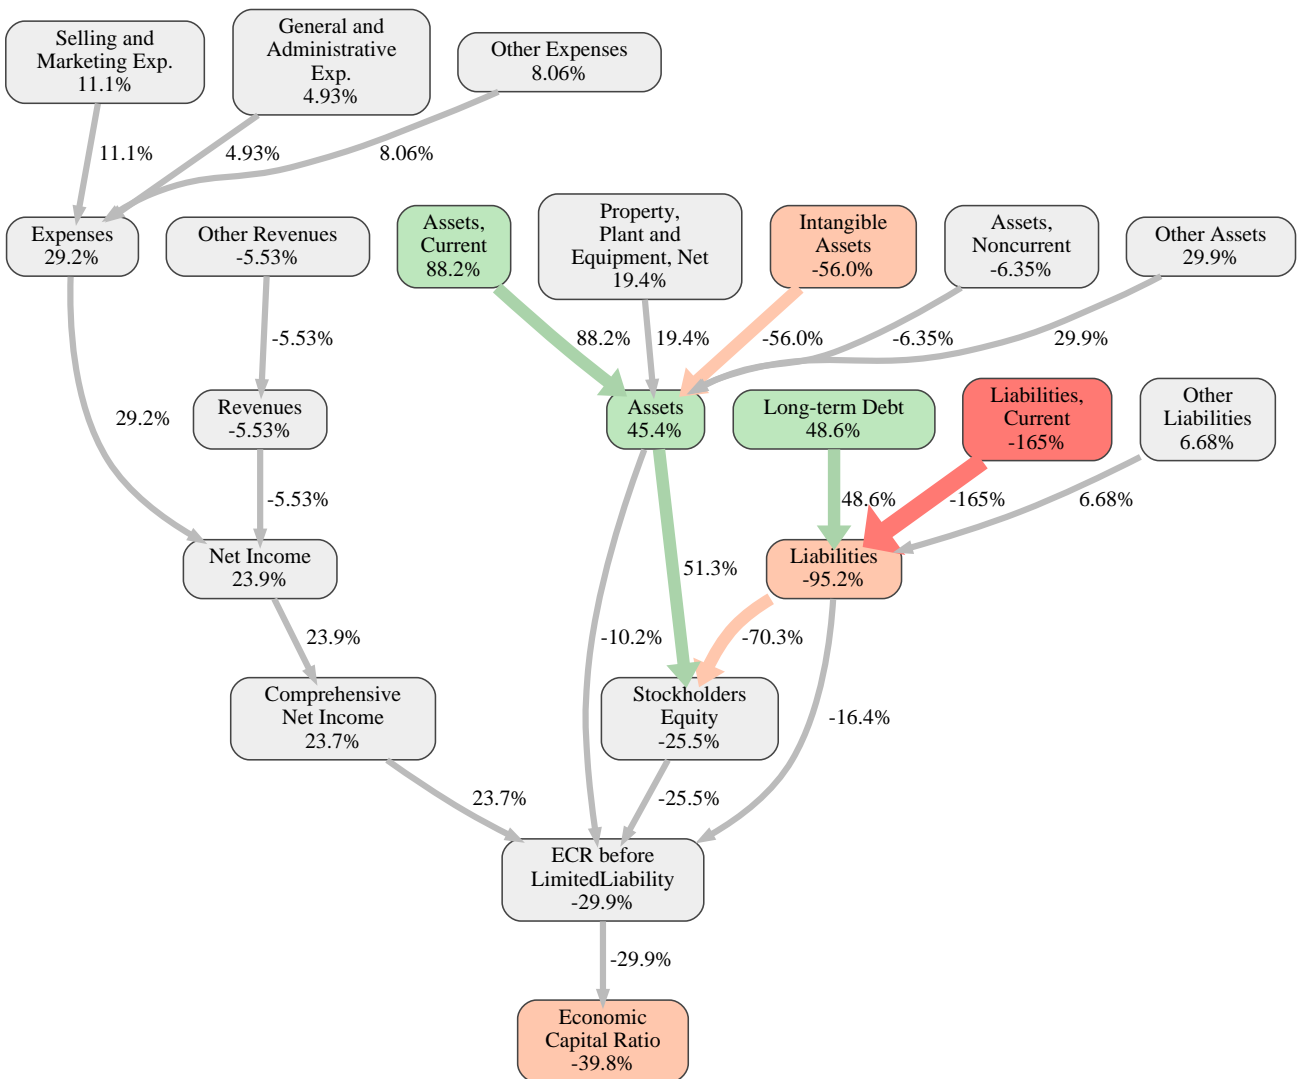 Selling and
Marketing Exp.
11.1%
General and
Administrative
Exp.
4.93%
Other Expenses
8.06%
11.1%
4.93%
8.06%
Expenses
29.2%
Other Revenues
-5.53%
Assets,
Current
88.2%
Property,
Plant and
Equipment, Net
19.4%
Intangible
Assets
-56.0%
Assets,
Noncurrent
-6.35%
Other Assets
29.9%
-5.53%
88.2%
19.4%
-56.0%
-6.35%
29.9%
29.2%
Revenues
-5.53%
Assets
45.4%
Long-term Debt
48.6%
Liabilities,
Current
-165%
Other
Liabilities
6.68%
-5.53%
48.6%
-165%
6.68%
Net Income
23.9%
51.3%
Liabilities
-95.2%
23.9%
-10.2%
-70.3%
Comprehensive
Net Income
23.7%
Stockholders
Equity
-25.5%
-16.4%
23.7%
-25.5%
ECR before
LimitedLiability
-29.9%
-29.9%
Economic
Capital Ratio
-39.8%